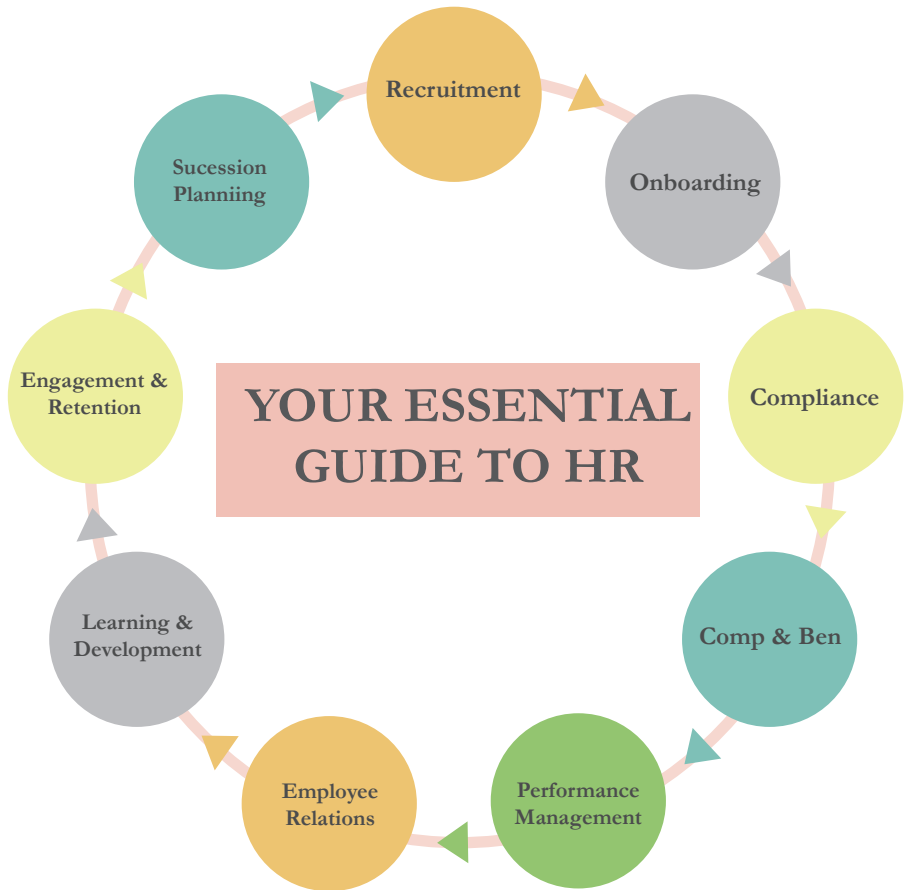 Recruitment
Onboarding
Compliance
Comp & Ben
Performance
Management
Employee
Relations
Learning &
Development
Engagement &
Retention
Sucession
Planniing
YOUR ESSENTIAL
GUIDE TO HR